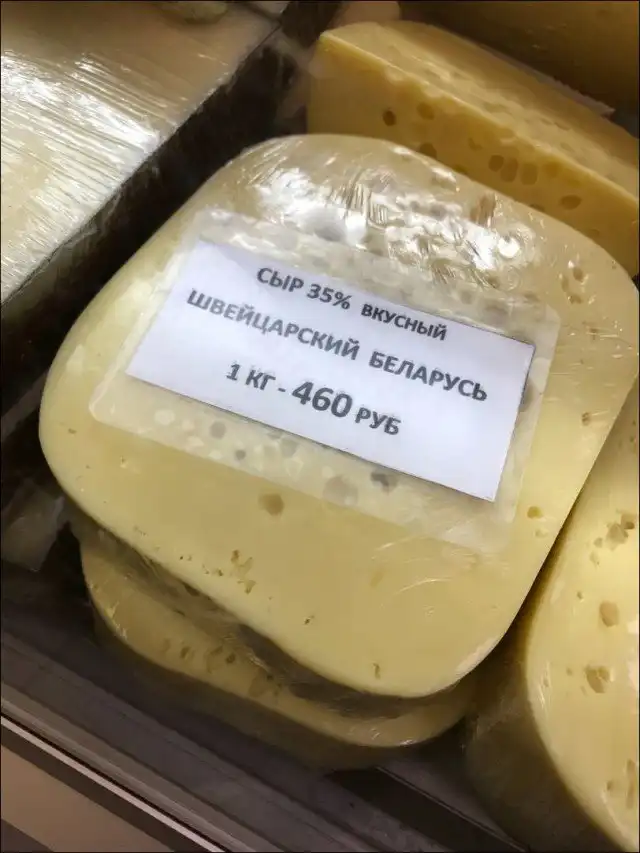 СЫР 35% ВКУСНЫЙ
ШВЕЙЦАРСКИЙ БЕЛАРУСЬ
1 КГ - 460 РУБ